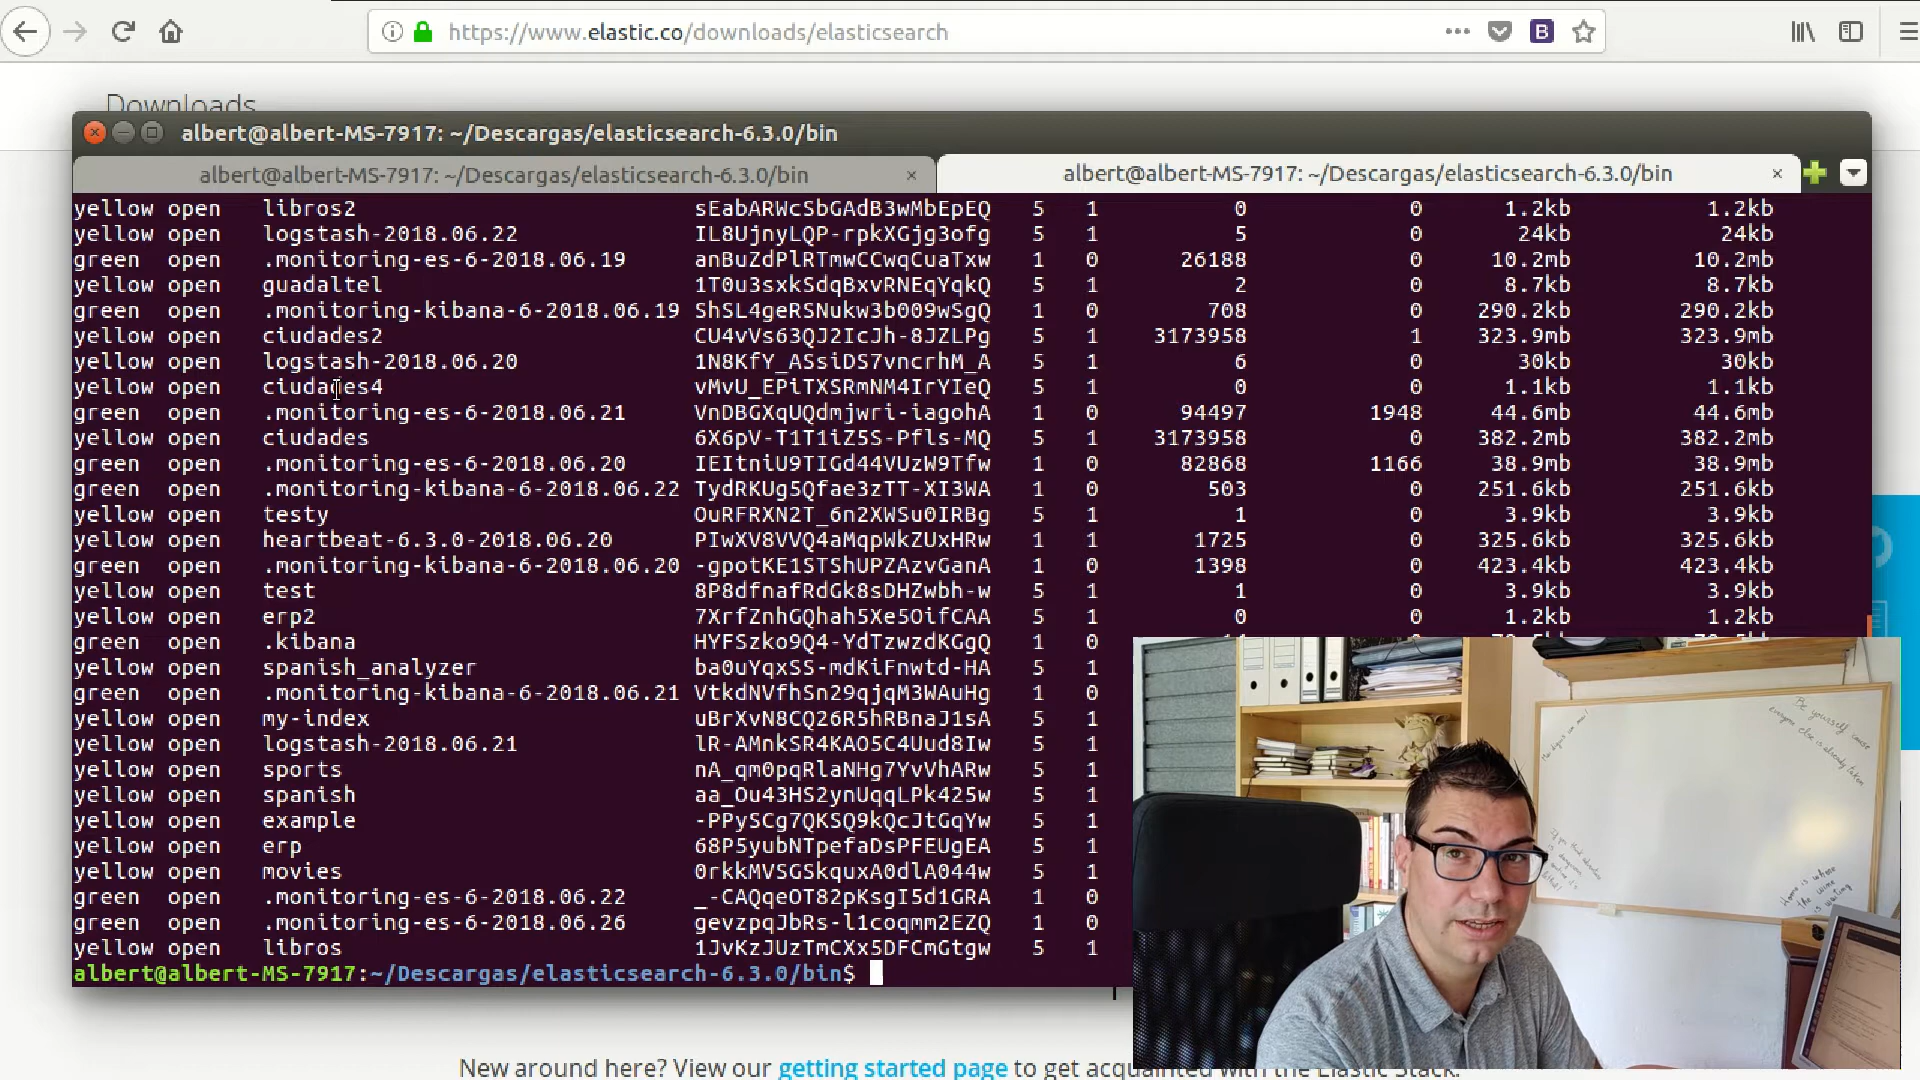 https://www.elastic.co/downloads/elasticsearch
Downloads
albert@albert-MS-7917: ~/Descargas/elasticsearch-6.3.0/bin
albert@albert-MS-7917: ~/Descargas/elasticsearch-6.3.0/bin × albert@albert-MS-7917: ~/Descargas/elasticsearch-6.3.0/bin ×
yellow open libros2 sEabARWcSbGAdB3wMbEpEQ 5 1 0 0 1.2kb 1.2kb
yellow open logstash-2018.06.22 IL8UjnyLQP-rpkXGjg3ofg 5 1 5 0 24kb 24kb
green open .monitoring-es-6-2018.06.19 anBuZdPlRTmwCCwqCuaTxw 1 0 26188 0 10.2mb 10.2mb
yellow open guadaltel 1T0u3sxkSdqBxvRNEqYqkQ 5 1 2 0 8.7kb 8.7kb
green open .monitoring-kibana-6-2018.06.19 ShSL4geRSNukw3b009wSgQ 1 0 708 0 290.2kb 290.2kb
yellow open ciudades2 CU4vVs63QJ2IcJh-8JZLPg 5 1 3173958 1 323.9mb 323.9mb
yellow open logstash-2018.06.20 1N8KfY_ASsiDS7vncrhM_A 5 1 6 0 30kb 30kb
yellow open ciudades4 vMvU_EPiTXSRmNM4IrYIeQ 5 1 0 0 1.1kb 1.1kb
green open .monitoring-es-6-2018.06.21 VnDBGXqUQdmjwri-iagohA 1 0 94497 1948 44.6mb 44.6mb
yellow open ciudades 6X6pV-T1T1iZ5S-Pfls-MQ 5 1 3173958 0 382.2mb 382.2mb
green open .monitoring-es-6-2018.06.20 IEItniU9TIGd44VUzW9Tfw 1 0 82868 1166 38.9mb 38.9mb
green open .monitoring-kibana-6-2018.06.22 TydRKUg5Qfae3zTT-XI3WA 1 0 503 0 251.6kb 251.6kb
yellow open testy OuRFRXN2T_6n2XWSu0IRBg 5 1 1 0 3.9kb 3.9kb
yellow open heartbeat-6.3.0-2018.06.20 PIwXV8VVQ4aMqpWkZUxHRw 1 1 1725 0 325.6kb 325.6kb
green open .monitoring-kibana-6-2018.06.20 -gpotKE1STShUPZAzvGanA 1 0 1398 0 423.4kb 423.4kb
yellow open test 8P8dfnafRdGk8sDHZwbh-w 5 1 1 0 3.9kb 3.9kb
yellow open erp2 7XrfZnhGQhah5Xe5OifCAA 5 1 0 0 1.2kb 1.2kb
green open .kibana HYFSzko9Q4-YdTzwzdKGgQ 1 0
yellow open spanish_analyzer ba0uYqxSS-mdKiFnwtd-HA 5 1
green open .monitoring-kibana-6-2018.06.21 VtkdNVfhSn29qjqM3WAuHg 1 0
yellow open my-index uBrXvN8CQ26R5hRBnaJ1sA 5 1
yellow open logstash-2018.06.21 lR-AMnkSR4KAO5C4Uud8Iw 5 1
yellow open sports nA_qm0pqRlaNHg7YvVhARw 5 1
yellow open spanish aa_Ou43HS2ynUqqLPk425w 5 1
yellow open example -PPySCg7QKSQ9kQcJtGqYw 5 1
yellow open erp 68P5yubNTpefaDsPFEUgEA 5 1
yellow open movies 0rkkMVSGSkquxA0dlA044w 5 1
green open .monitoring-es-6-2018.06.22 _-CAQqeOT82pKsgI5d1GRA 1 0
green open .monitoring-es-6-2018.06.26 gevzpqJbRs-l1coqmm2EZQ 1 0
yellow open libros 1JvKzJUzTmCXx5DFCmGtgw 5 1
albert@albert-MS-7917:~/Descargas/elasticsearch-6.3.0/bin$
Be yourself cause
everyone else is already taken
Home is where
the wine
is waiting
New around here? View our getting started page to get acquainted with the Elastic Stack.